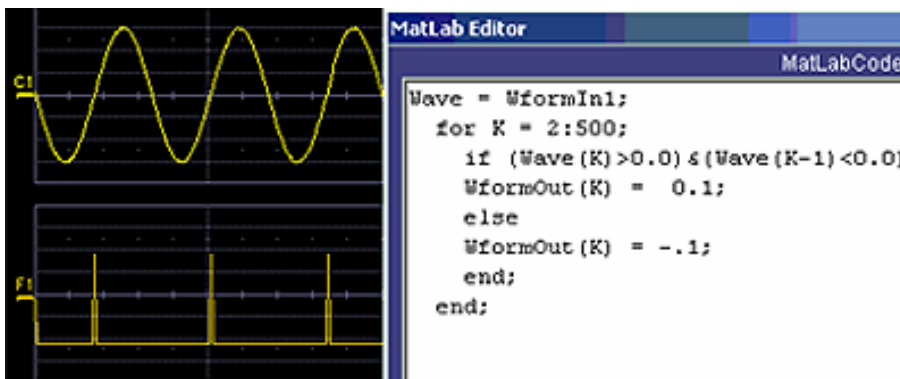 C1
F1
MatLab Editor
MatLabCode
Wave = WformIn1;
for K = 2:500;
if (Wave(K)>0.0)&(Wave(K-1)<0.0)
WformOut(K) = 0.1;
else
WformOut(K) = -.1;
end;
end;